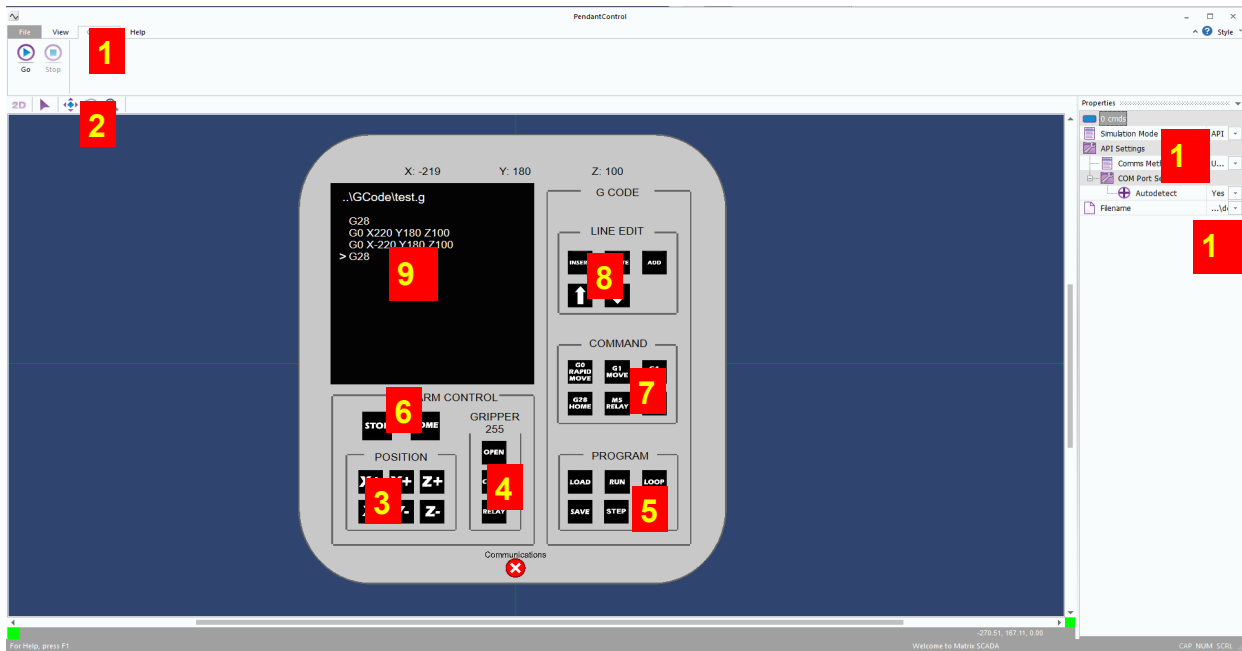 PendantControl
File View Help
Style
1
Go Stop
2D
2
Properties
0 cmds
Simulation Mode API
1
API Settings
Comms U...
COM Port
Autodetect Yes
Filename ...\d
1
X: -219 Y: 180 Z: 100
..\GCode\test.g
G28
G0 X220 Y180 Z100
G0 X-220 Y180 Z100
> G28
9
G CODE
LINE EDIT
ADD
8
COMMAND
G0 RAPID MOVE
G1 MOVE
G28 HOME
M5 RELAY
7
PROGRAM
LOAD RUN LOOP
SAVE STEP
5
ARM CONTROL
6
GRIPPER
255
OPEN
4
RELAY
POSITION
Z+
3
Z-
Communications
-270.51, 167.11, 0.00
For Help, press F1
Welcome to Matrix SCADA
CAP NUM SCRL